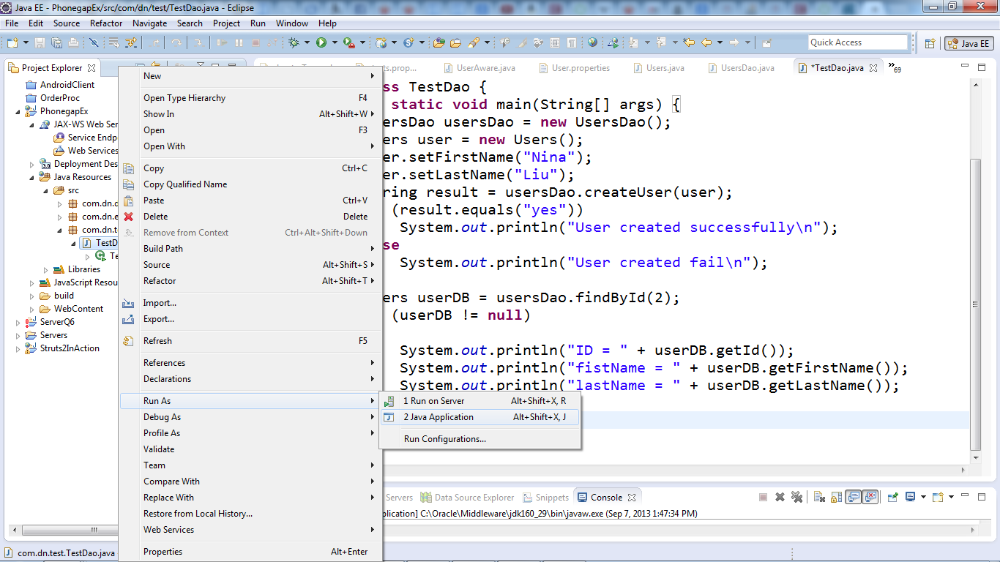 Java EE - PhonegapEx/src/com/dn/test/TestDao.java - Eclipse
File Edit Source Refactor Navigate Search Project Run Window Help
Quick Access
Java EE
Project Explorer
AndroidClient
OrderProc
PhonegapEx
JAX-WS Web Ser
Service Endp
Web Services
Deployment Des
3.0
Java Resources
src
com.dn.d
com.dn.e
com.dn.t
TestD
Te
Libraries
JavaScript Resou
build
WebContent
ServerQ6
Servers
Struts2InAction
New
Open Type Hierarchy F4
Show In Alt+Shift+W
Open F3
Open With
Copy Ctrl+C
Copy Qualified Name
Paste Ctrl+V
Delete Delete
Remove from Context Ctrl+Alt+Shift+Down
Build Path
Source Alt+Shift+S
Refactor Alt+Shift+T
Import...
Export...
Refresh F5
References
Declarations
Run As
Debug As
Profile As
Validate
Team
Compare With
Replace With
Restore from Local History...
Web Services
Properties Alt+Enter
1 Run on Server Alt+Shift+X, R
2 Java Application Alt+Shift+X, J
Run Configurations...
UserAware.java User.properties Users.java UsersDao.java *TestDao.java 69
ss TestDao {
static void main(String[] args) {
ersDao usersDao = new UsersDao();
ers user = new Users();
er.setFirstName("Nina");
er.setLastName("Liu");
ring result = usersDao.createUser(user);
(result.equals("yes"))
System.out.println("User created successfully\n");
se
System.out.println("User created fail\n");
ers userDB = usersDao.findById(2);
(userDB != null)
System.out.println("ID = " + userDB.getId());
System.out.println("fistName = " + userDB.getFirstName());
System.out.println("lastName = " + userDB.getLastName());
Servers Data Source Explorer Snippets Console
plication] C:\Oracle\Middleware\jdk160_29\bin\javaw.exe (Sep 7, 2013 1:47:34 PM)
com.dn.test.TestDao.java